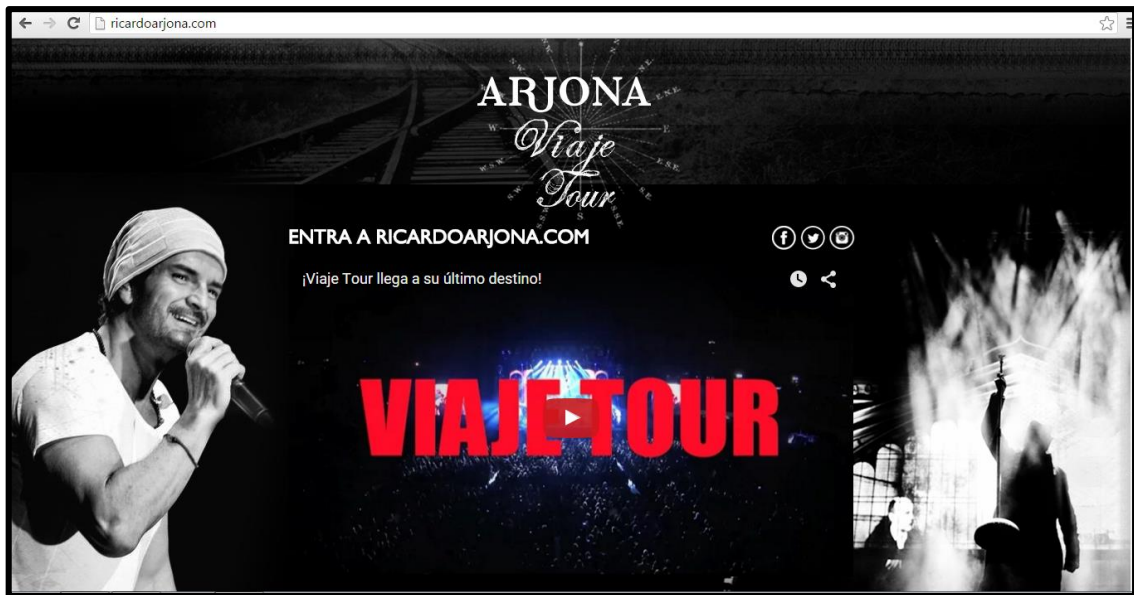 ricardoarjona.com
ARJONA
Viaje
Tour
ENTRA A RICARDOARJONA.COM
¡Viaje Tour llega a su último destino!
VIAJE TOUR